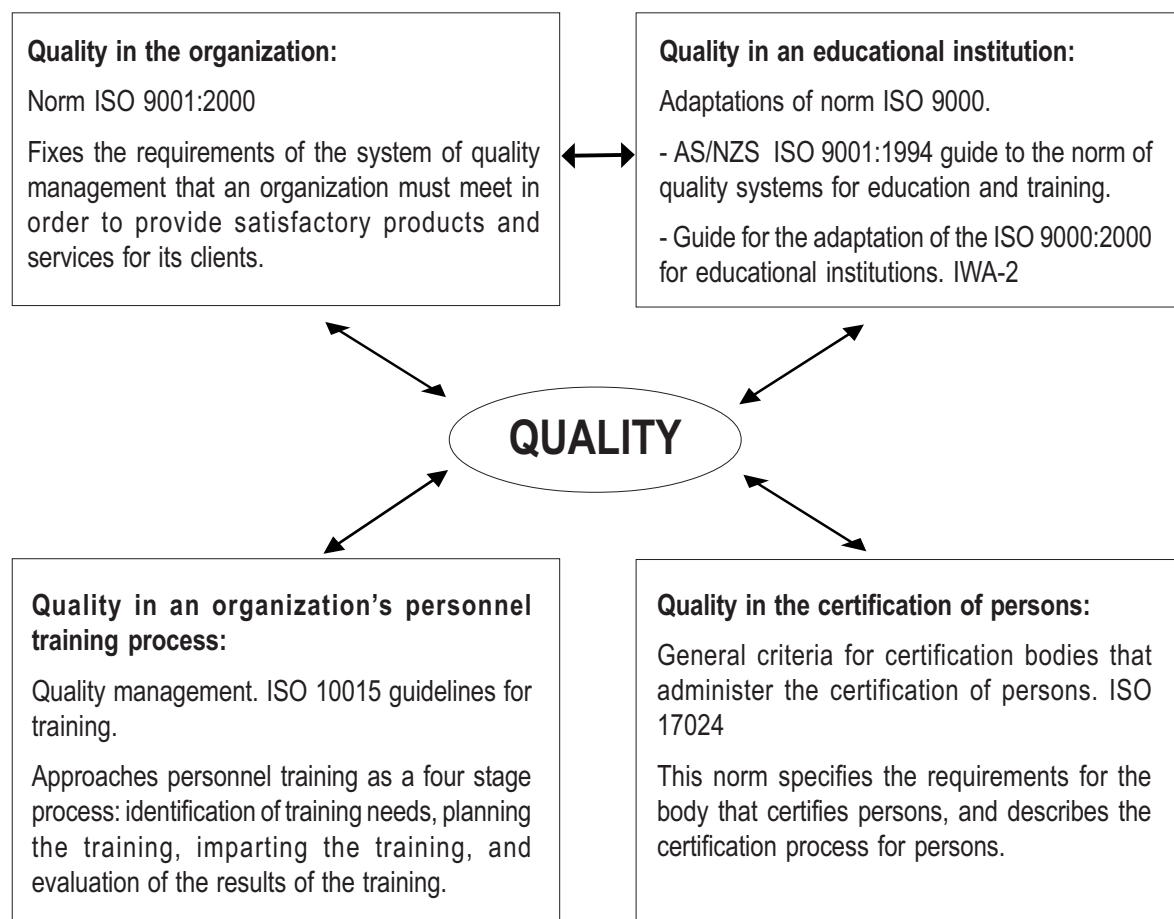 Quality in the organization:
Norm ISO 9001:2000
Fixes the requirements of the system of quality
management that an organization must meet in
order to provide satisfactory products and
services for its clients.
Quality in an educational institution:
Adaptations of norm ISO 9000.
- AS/NZS ISO 9001:1994 guide to the norm of
quality systems for education and training.
- Guide for the adaptation of the ISO 9000:2000
for educational institutions. IWA-2
QUALITY
Quality in an organization’s personnel
training process:
Quality management. ISO 10015 guidelines for
training.
Approaches personnel training as a four stage
process: identification of training needs, planning
the training, imparting the training, and
evaluation of the results of the training.
Quality in the certification of persons:
General criteria for certification bodies that
administer the certification of persons. ISO
17024
This norm specifies the requirements for the
body that certifies persons, and describes the
certification process for persons.